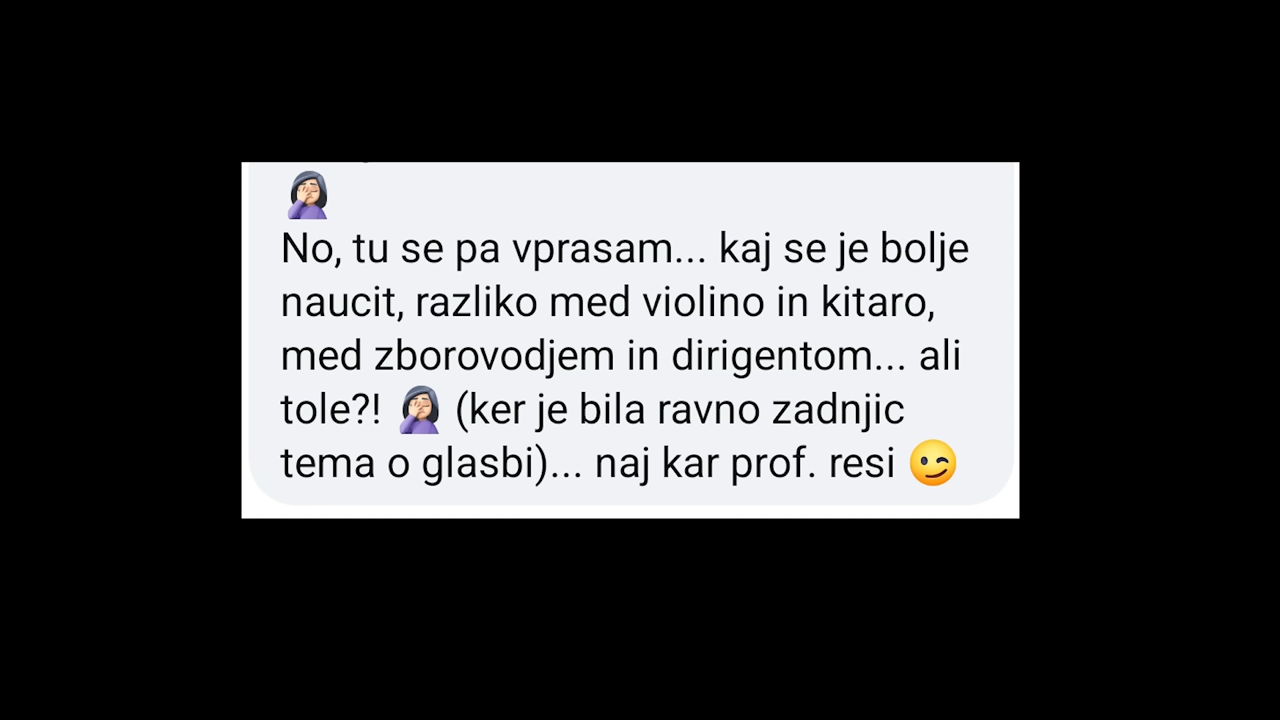 🤦🏻‍♀️
No, tu se pa vprasam... kaj se je bolje
naucit, razliko med violino in kitaro,
med zborovodjem in dirigentom... ali
tole?! 🤦🏻‍♀️ (ker je bila ravno zadnjic
tema o glasbi)... naj kar prof. resi 😉